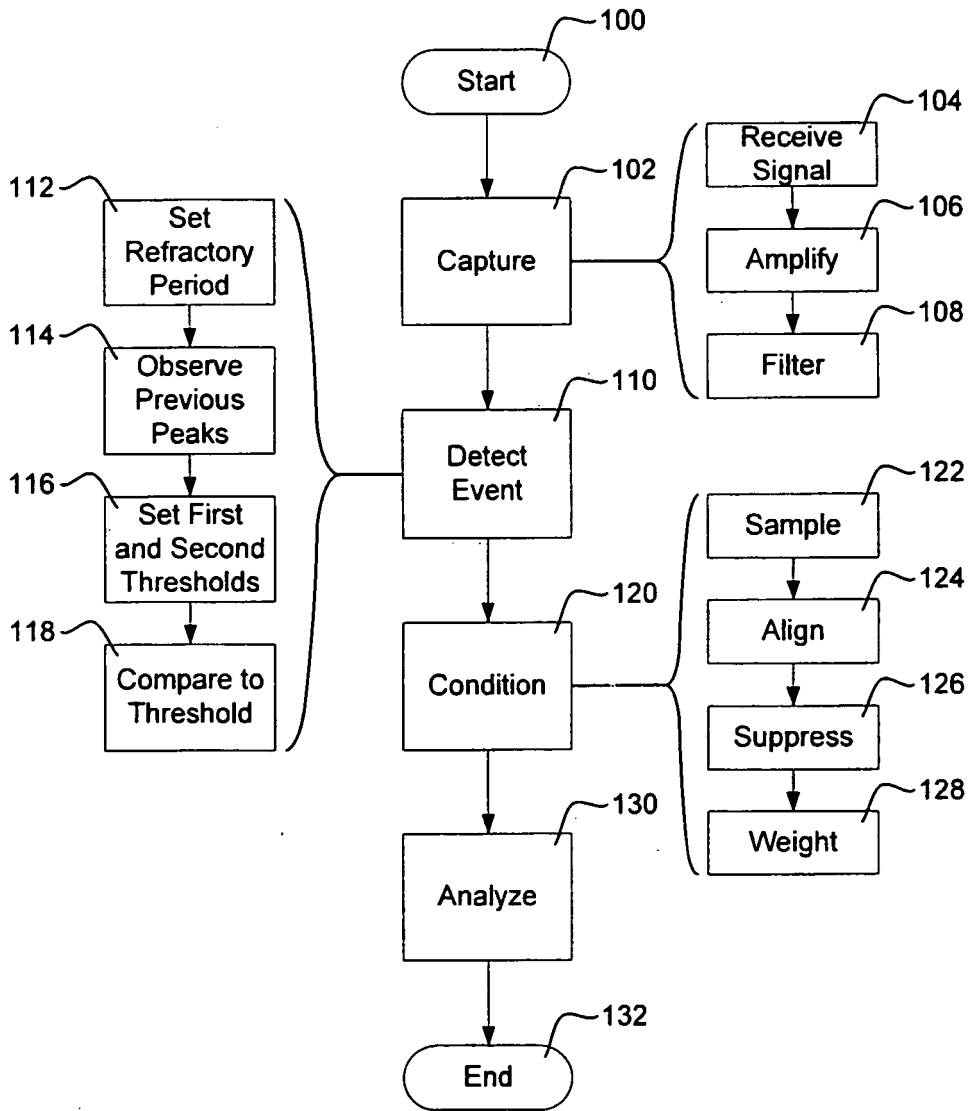 100
Start
104
Receive
Signal
112
102
Set
Refractory
Period
Capture
106
Amplify
108
Filter
114
Observe
Previous
Peaks
110
Detect
Event
116
Set First
and Second
Thresholds
122
Sample
118
Compare to
Threshold
120
Condition
124
Align
126
Suppress
128
Weight
130
Analyze
132
End